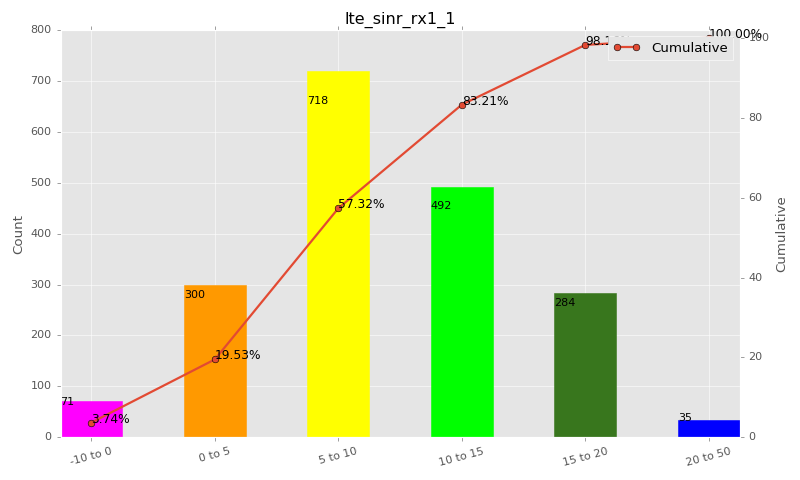 lte_sinr_rx1_1
800
700
600
500
400
300
200
100
0
Count
100
80
60
40
20
0
Cumulative
Cumulative
71
300
718
492
284
35
3.74%
19.53%
57.32%
83.21%
98.
100.00%
-10 to 0
0 to 5
5 to 10
10 to 15
15 to 20
20 to 50